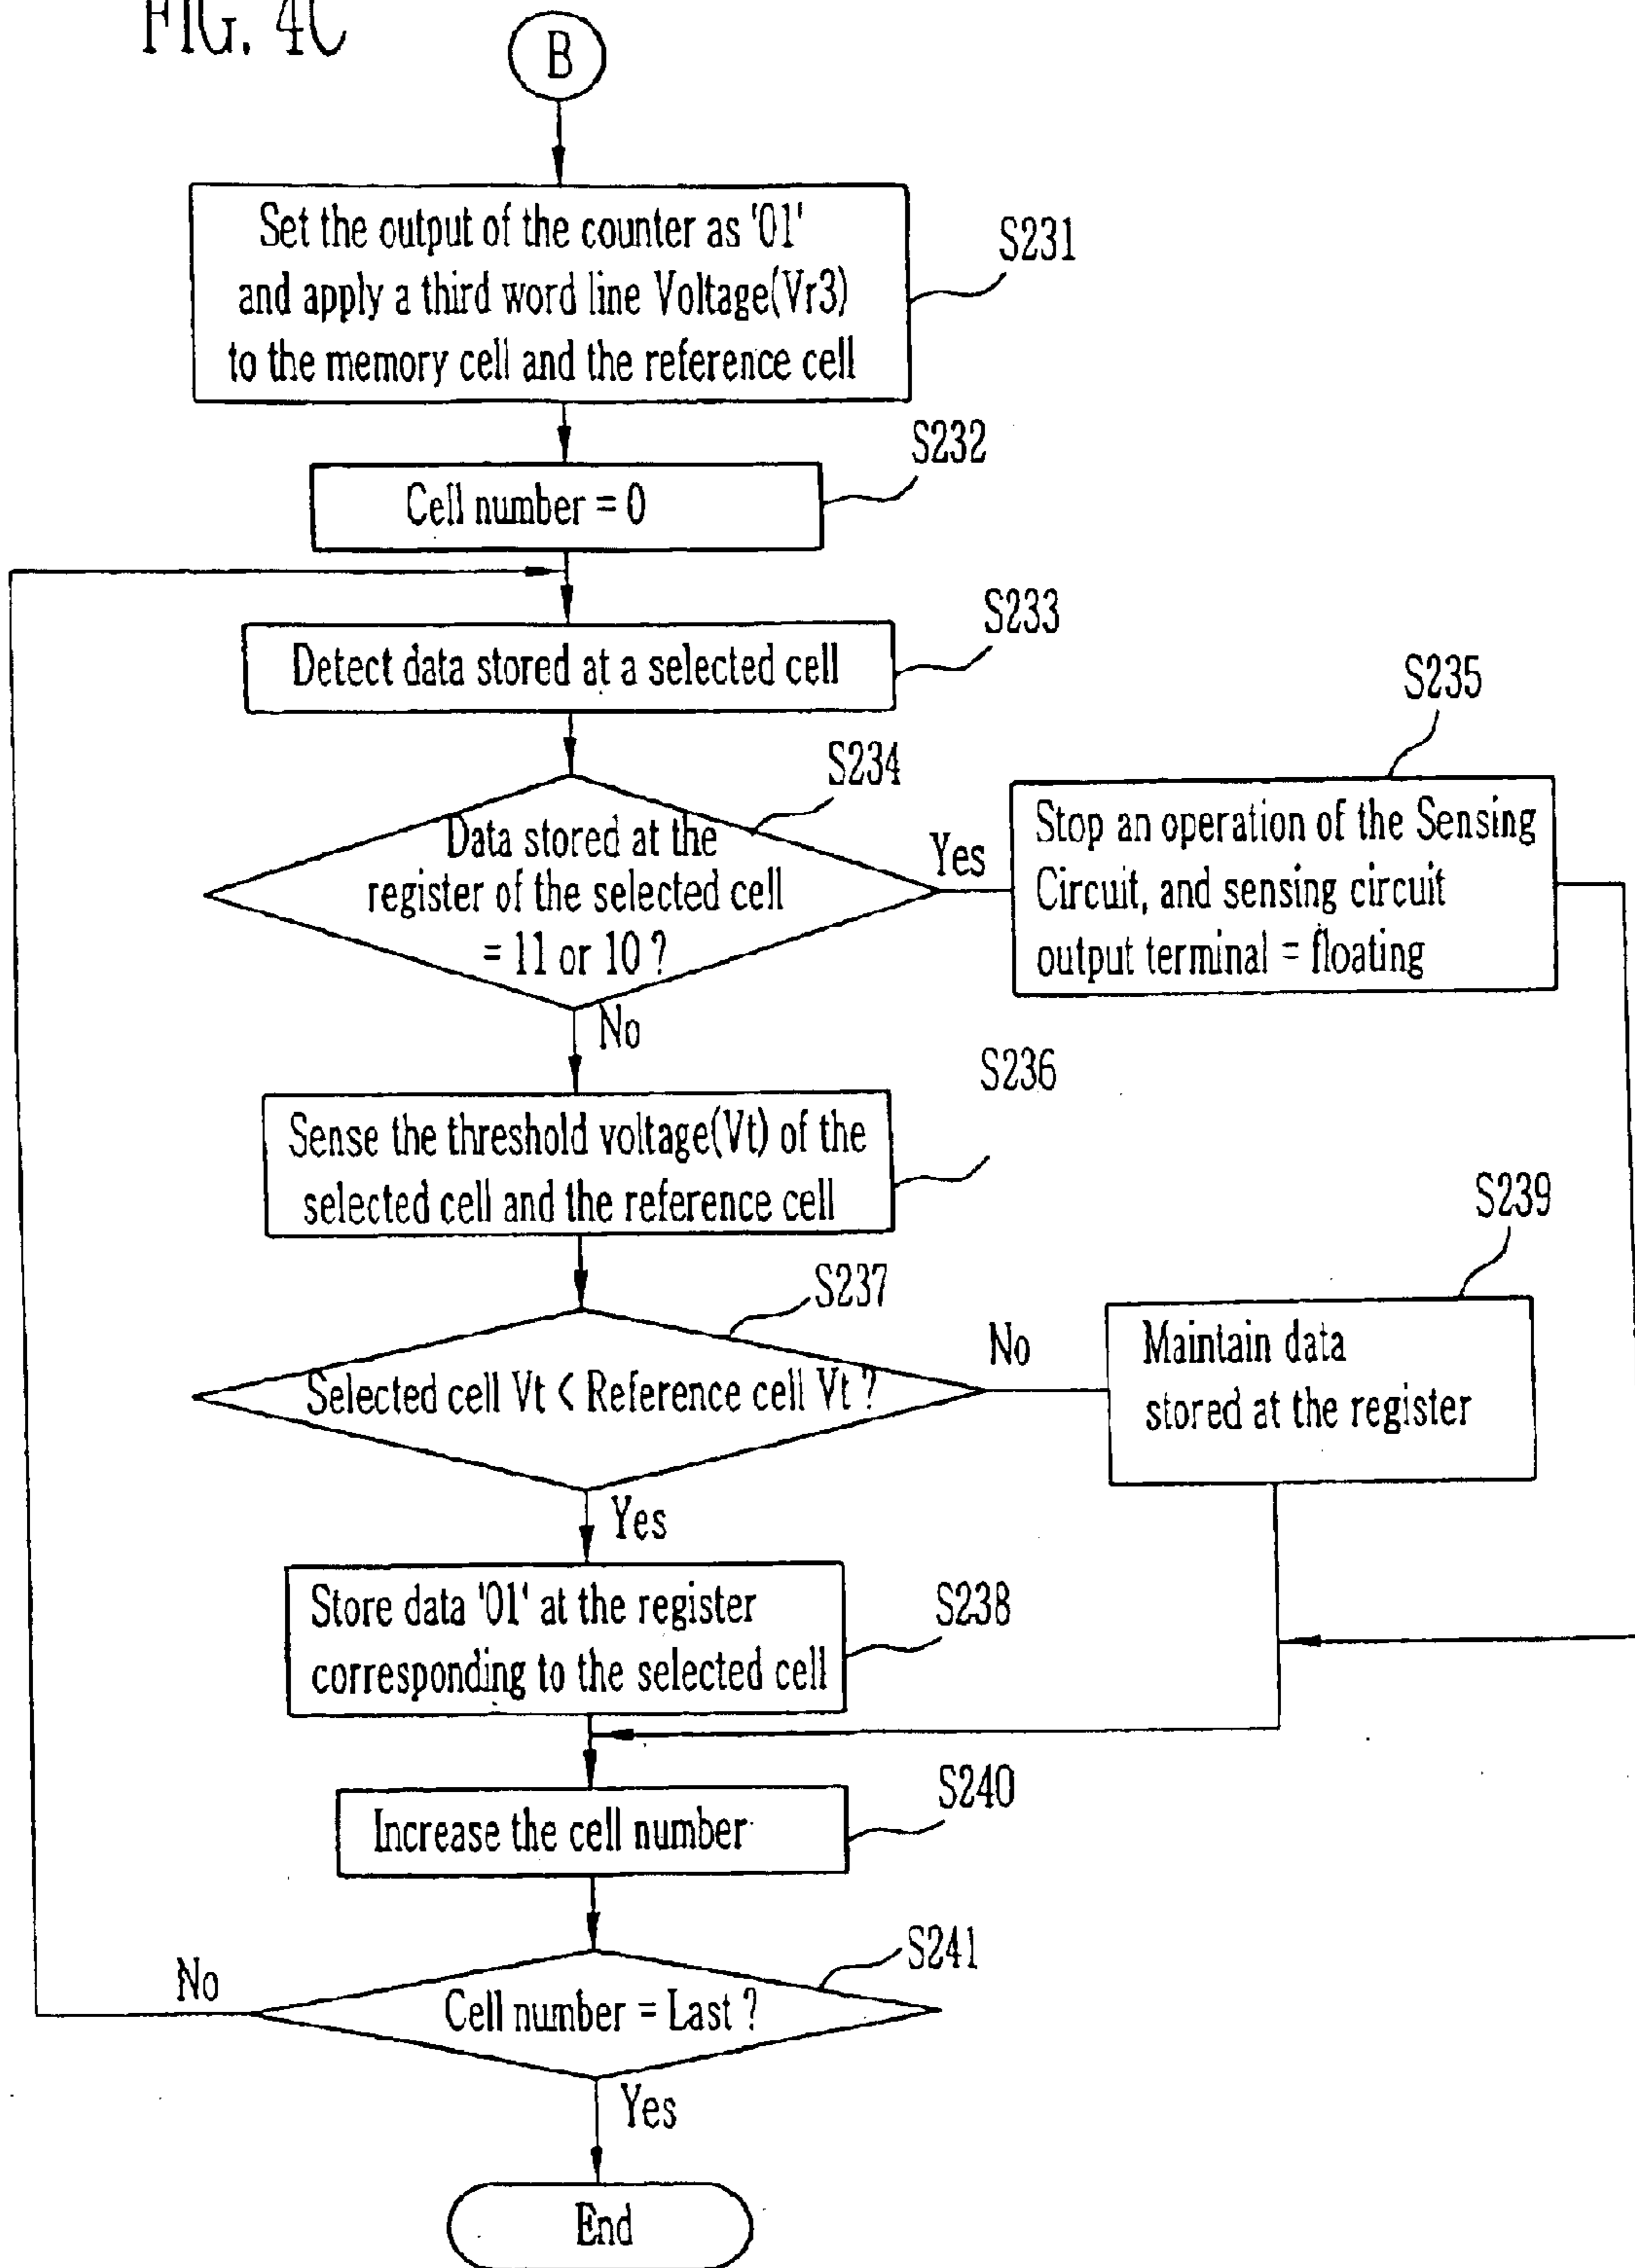 FIG. 4C
B
Set the output of the counter as '01'
and apply a third word line Voltage(Vr3)
to the memory cell and the reference cell
S231
Cell number = 0
S232
Detect data stored at a selected cell
S233
Data stored at the
register of the selected cell
= 11 or 10 ?
S234
Yes
Stop an operation of the Sensing
Circuit, and sensing circuit
output terminal = floating
S235
No
Sense the threshold voltage(Vt) of the
selected cell and the reference cell
S236
Selected cell Vt < Reference cell Vt ?
S237
No
Maintain data
stored at the register
S239
Yes
Store data '01' at the register
corresponding to the selected cell
S238
Increase the cell number
S240
Cell number = Last ?
S241
No
Yes
End